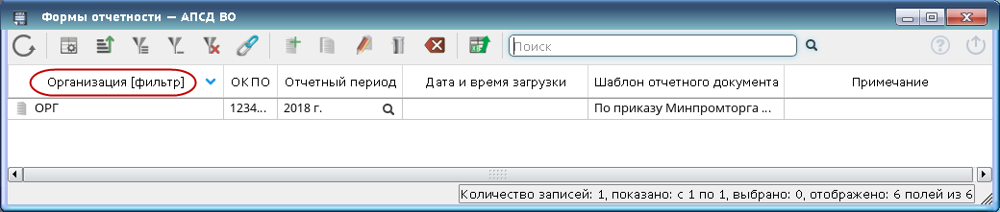 Формы отчетности — АПСД ВО
Поиск
Организация [фильтр] ОКПО Отчетный период Дата и время загрузки Шаблон отчетного документа Примечание
ОРГ 1234... 2018 г. По приказу Минпромторга ...
Количество записей: 1, показано: с 1 по 1, выбрано: 0, отображено: 6 полей из 6